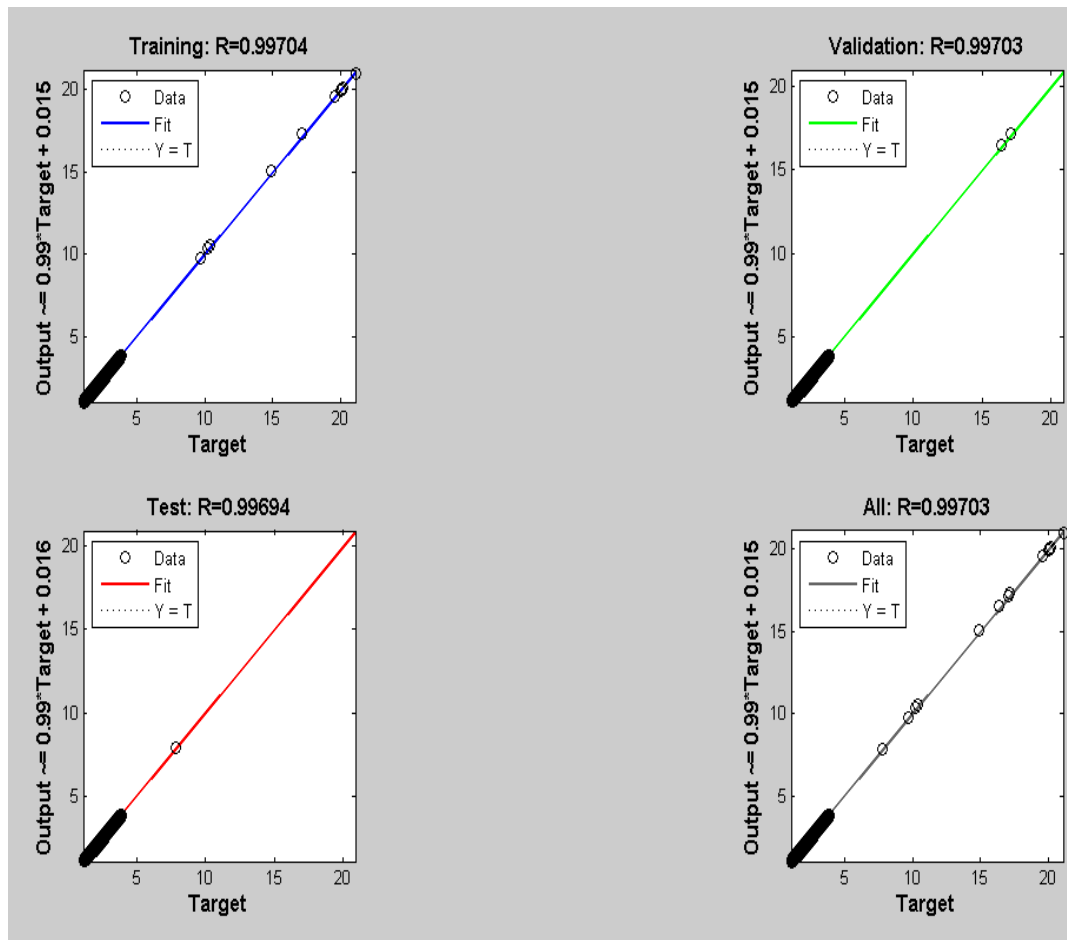 Training: R=0.99704
Output ~= 0.99*Target + 0.015
20
15
10
5
Data
Fit
Y = T
5 10 15 20
Target
Validation: R=0.99703
Output ~= 0.99*Target + 0.015
20
15
10
5
Data
Fit
Y = T
5 10 15 20
Target
Test: R=0.99694
Output ~= 0.99*Target + 0.016
20
15
10
5
Data
Fit
Y = T
5 10 15 20
Target
All: R=0.99703
Output ~= 0.99*Target + 0.015
20
15
10
5
Data
Fit
Y = T
5 10 15 20
Target